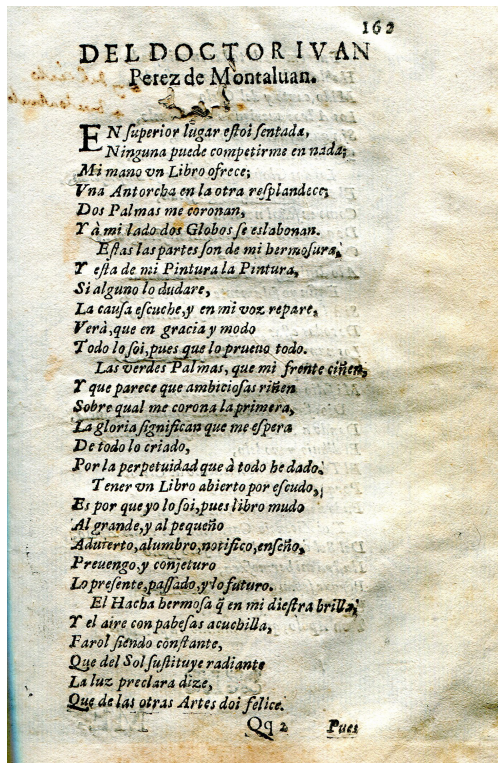 162
DEL DOCTOR IVAN
Perez de Montaluan.
EN ſuperior lugar eſtoi ſentada,
Ninguna puede competirme en nada;
Mi mano vn Libro ofrece;
Vna Antorcha en la otra reſplandece;
Dos Palmas me coronan,
Y à mi lado dos Globos ſe eslabonan.
Eſtas las partes ſon de mi hermoſura,
Y eſta de mi Pintura la Pintura,
Si alguno lo dudare,
La cauſa eſcuche, y en mi voz repare,
Verà, que en gracia y modo
Todo lo ſoi, pues que lo prueuo todo.
Las verdes Palmas, que mi frente ciñen,
Y que parece que ambicioſas riñen
Sobre qual me corona la primera,
La gloria ſignifican que me eſpera
De todo lo criado,
Por la perpetuidad que à todo he dado.
Tener vn Libro abierto por eſcudo,
Es por que yo lo ſoi, pues libro mudo
Al grande, y al pequeño
Aduierto, alumbro, notifico, enſeño,
Preuengo, y conjeturo
Lo preſente, paſſado, y lo futuro.
El Hacha hermoſa q̃ en mi dieſtra brilla,
Y el aire con pabeſas acuchilla,
Farol ſiendo conſtante,
Que del Sol ſuſtituye radiante
La luz preclara dize,
Que de las otras Artes doi felice.
Qq 2 Pues